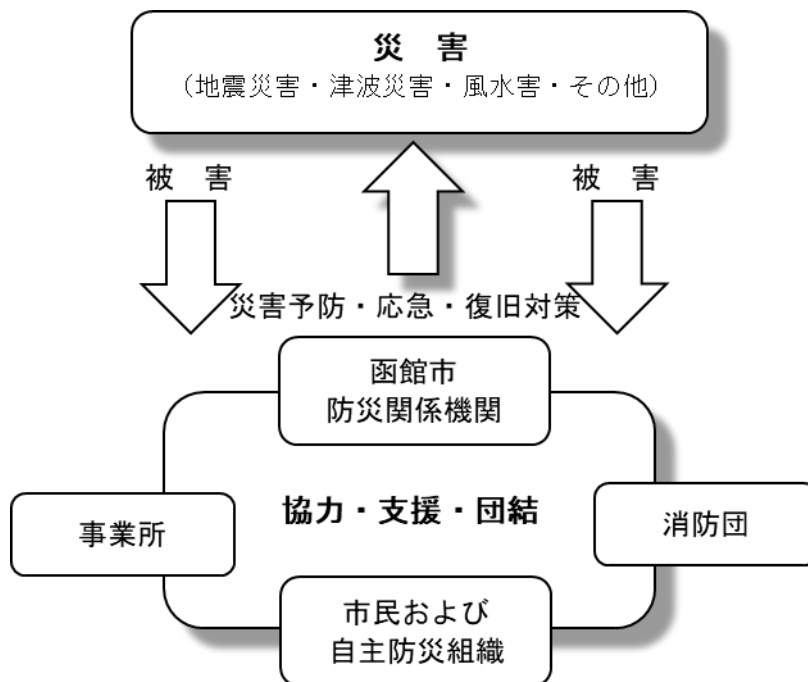 災　害
（地震災害・津波災害・風水害・その他）
被　害
被　害
災害予防・応急・復旧対策
函館市
防災関係機関
協力・支援・団結
事業所
消防団
市民および
自主防災組織